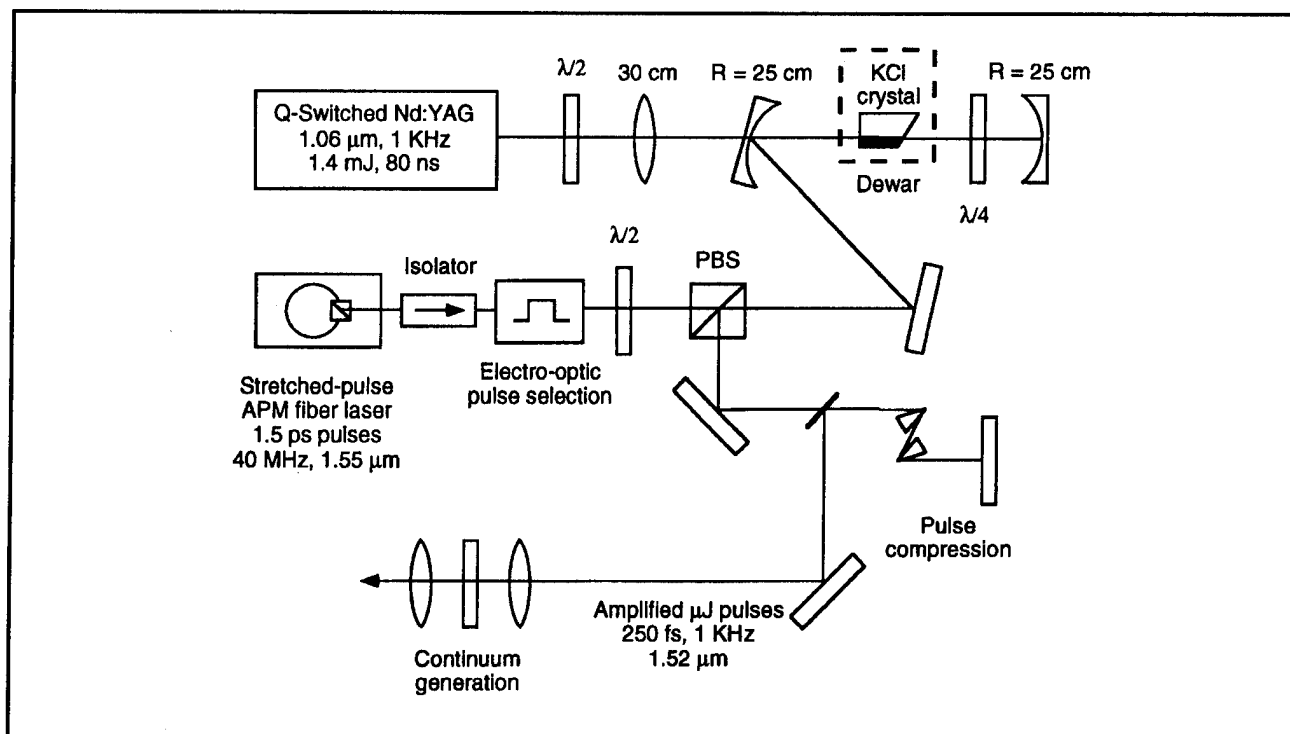 λ/2
30 cm
R = 25 cm
KCl
crystal
R = 25 cm
Q-Switched Nd:YAG
1.06 μm, 1 KHz
1.4 mJ, 80 ns
Dewar
λ/4
λ/2
PBS
Isolator
Electro-optic
pulse selection
Stretched-pulse
APM fiber laser
1.5 ps pulses
40 MHz, 1.55 μm
Pulse
compression
Amplified μJ pulses
250 fs, 1 KHz
1.52 μm
Continuum
generation